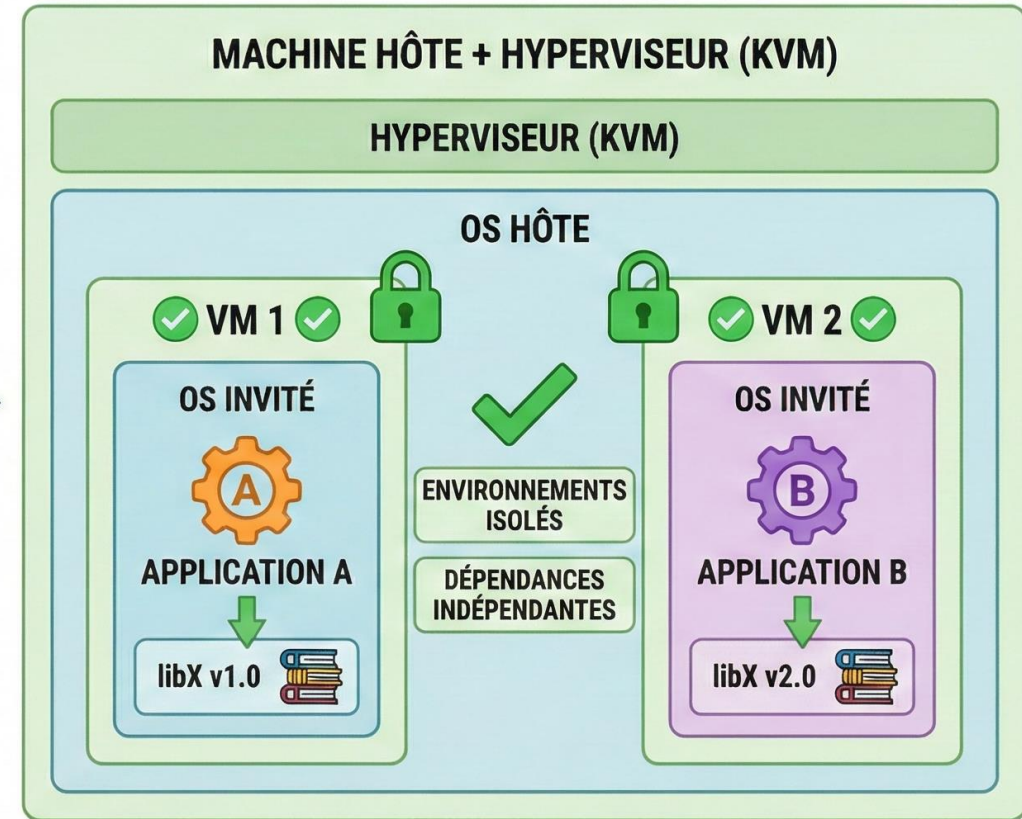 MACHINE HÔTE + HYPERVISEUR (KVM)
HYPERVISEUR (KVM)
OS HÔTE
VM 1
OS INVITÉ
A
APPLICATION A
libX v1.0
ENVIRONNEMENTS
ISOLÉS
DÉPENDANCES
INDÉPENDANTES
VM 2
OS INVITÉ
B
APPLICATION B
libX v2.0